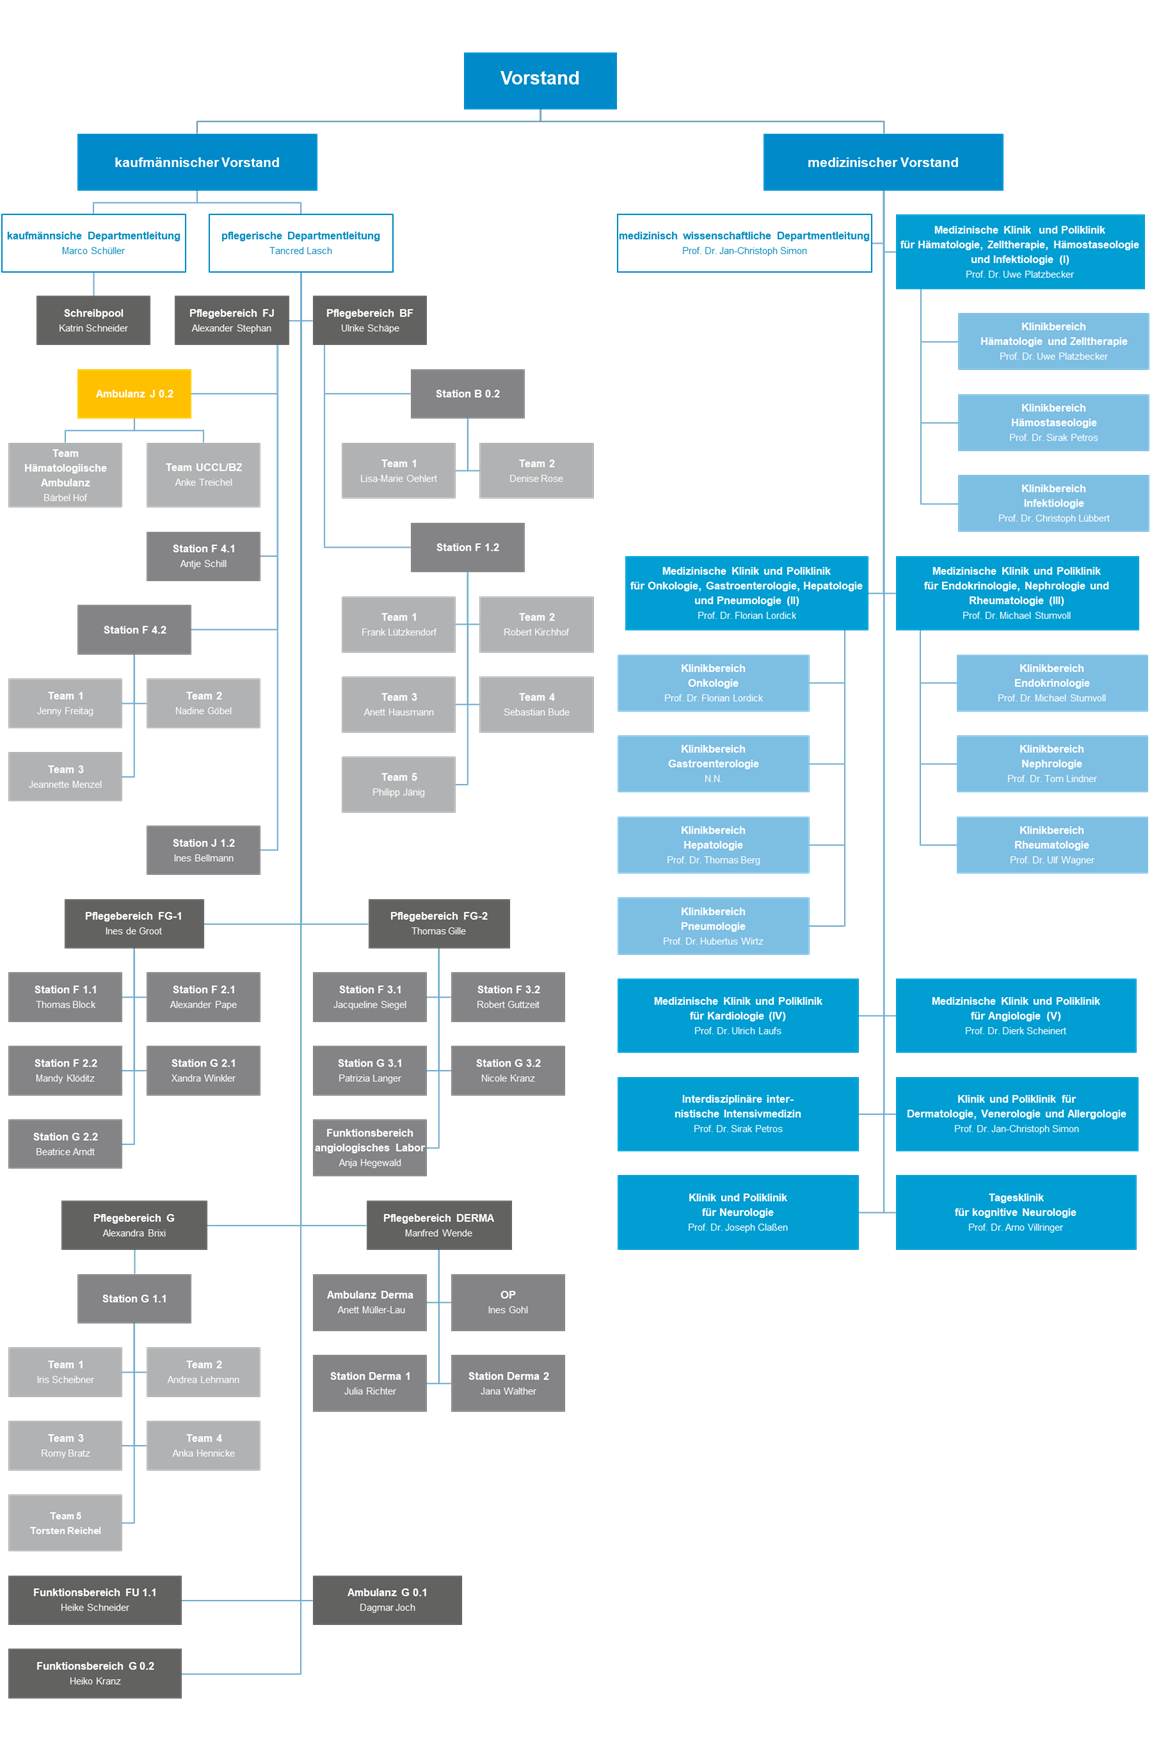 Vorstand
kaufmännischer Vorstand
medizinischer Vorstand
kaufmännsiche Departmentleitung
Marco Schüller
pflegerische Departmentleitung
Tancred Lasch
medizinisch wissenschaftliche Departmentleitung
Prof. Dr. Jan-Christoph Simon
Medizinische Klinik und Poliklinik
für Hämatologie, Zelltherapie, Hämostaseologie
und Infektiologie (I)
Prof. Dr. Uwe Platzbecker
Schreibpool
Katrin Schneider
Pflegebereich FJ
Alexander Stephan
Pflegebereich BF
Ulrike Schäpe
Klinikbereich
Hämatologie und Zelltherapie
Prof. Dr. Uwe Platzbecker
Klinikbereich
Hämostaseologie
Prof. Dr. Sirak Petros
Klinikbereich
Infektiologie
Prof. Dr. Christoph Lübbert
Ambulanz J 0.2
Team
Hämatologiische
Ambulanz
Bärbel Hof
Team UCCL/BZ
Anke Treichel
Station F 4.1
Antje Schill
Station F 4.2
Team 1
Jenny Freitag
Team 2
Nadine Göbel
Team 3
Jeannette Menzel
Station J 1.2
Ines Bellmann
Station B 0.2
Team 1
Lisa-Marie Oehlert
Team 2
Denise Rose
Station F 1.2
Team 1
Frank Lützkendorf
Team 2
Robert Kirchhof
Team 3
Anett Hausmann
Team 4
Sebastian Bude
Team 5
Philipp Jänig
Medizinische Klinik und Poliklinik
für Onkologie, Gastroenterologie, Hepatologie
und Pneumologie (II)
Prof. Dr. Florian Lordick
Medizinische Klinik und Poliklinik
für Endokrinologie, Nephrologie und
Rheumatologie (III)
Prof. Dr. Michael Stumvoll
Klinikbereich
Onkologie
Prof. Dr. Florian Lordick
Klinikbereich
Gastroenterologie
N.N.
Klinikbereich
Hepatologie
Prof. Dr. Thomas Berg
Klinikbereich
Pneumologie
Prof. Dr. Hubertus Wirtz
Klinikbereich
Endokrinologie
Prof. Dr. Michael Stumvoll
Klinikbereich
Nephrologie
Prof. Dr. Tom Lindner
Klinikbereich
Rheumatologie
Prof. Dr. Ulf Wagner
Pflegebereich FG-1
Ines de Groot
Pflegebereich FG-2
Thomas Gille
Station F 1.1
Thomas Block
Station F 2.1
Alexander Pape
Station F 2.2
Mandy Klöditz
Station G 2.1
Xandra Winkler
Station G 2.2
Beatrice Arndt
Station F 3.1
Jacqueline Siegel
Station F 3.2
Robert Guttzeit
Station G 3.1
Patrizia Langer
Station G 3.2
Nicole Kranz
Funktionsbereich
angiologisches Labor
Anja Hegewald
Medizinische Klinik und Poliklinik
für Kardiologie (IV)
Prof. Dr. Ulrich Laufs
Medizinische Klinik und Poliklinik
für Angiologie (V)
Prof. Dr. Dierk Scheinert
Interdisziplinäre inter-
nistische Intensivmedizin
Prof. Dr. Sirak Petros
Klinik und Poliklinik für
Dermatologie, Venerologie und Allergologie
Prof. Dr. Jan-Christoph Simon
Klinik und Poliklinik
für Neurologie
Prof. Dr. Joseph Claßen
Tagesklinik
für kognitive Neurologie
Prof. Dr. Arno Villringer
Pflegebereich G
Alexandra Brixi
Pflegebereich DERMA
Manfred Wende
Station G 1.1
Team 1
Iris Scheibner
Team 2
Andrea Lehmann
Team 3
Romy Bratz
Team 4
Anka Hennicke
Team 5
Torsten Reichel
Ambulanz Derma
Anett Müller-Lau
OP
Ines Gohl
Station Derma 1
Julia Richter
Station Derma 2
Jana Walther
Funktionsbereich FU 1.1
Heike Schneider
Ambulanz G 0.1
Dagmar Joch
Funktionsbereich G 0.2
Heiko Kranz